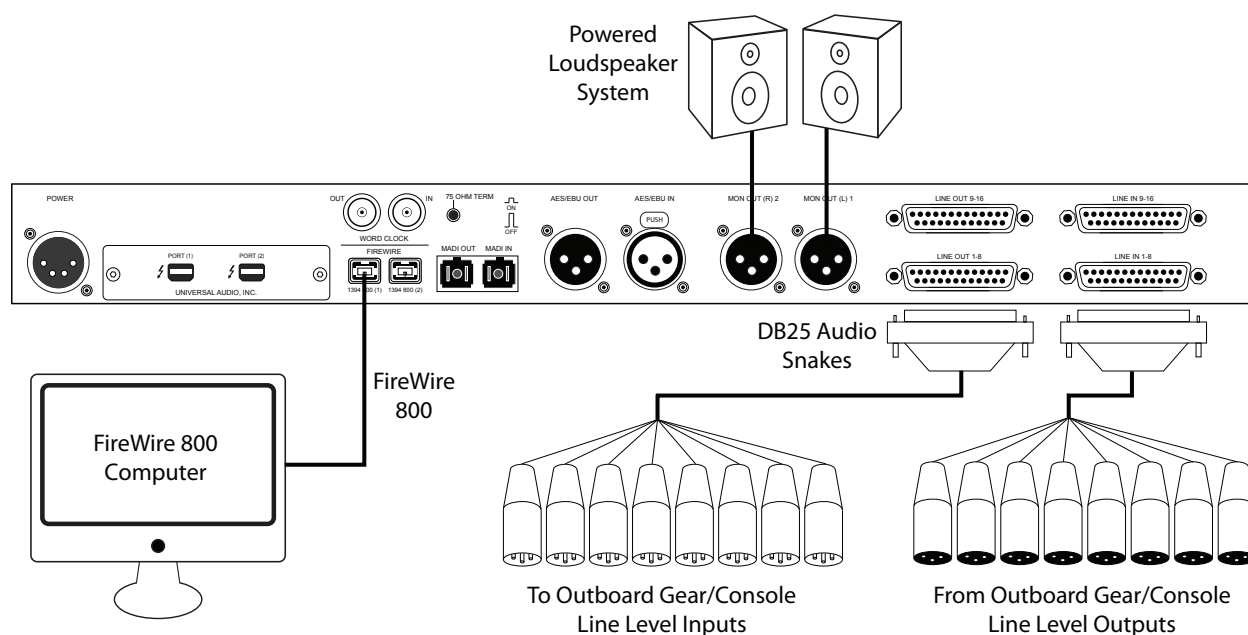 Powered
Loudspeaker
System
POWER
OUT
IN
75 OHM TERM
ON
OFF
AES/EBU OUT
AES/EBU IN
MON OUT (R) 2
MON OUT (L) 1
LINE OUT 9-16
LINE IN 9-16
PUSH
WORD CLOCK
FIREWIRE
PORT (1)
PORT (2)
MADI OUT
MADI IN
LINE OUT 1-8
LINE IN 1-8
1394 800 (1)
1394 800 (2)
UNIVERSAL AUDIO, INC.
DB25 Audio
Snakes
FireWire
800
FireWire 800
Computer
To Outboard Gear/Console
Line Level Inputs
From Outboard Gear/Console
Line Level Outputs